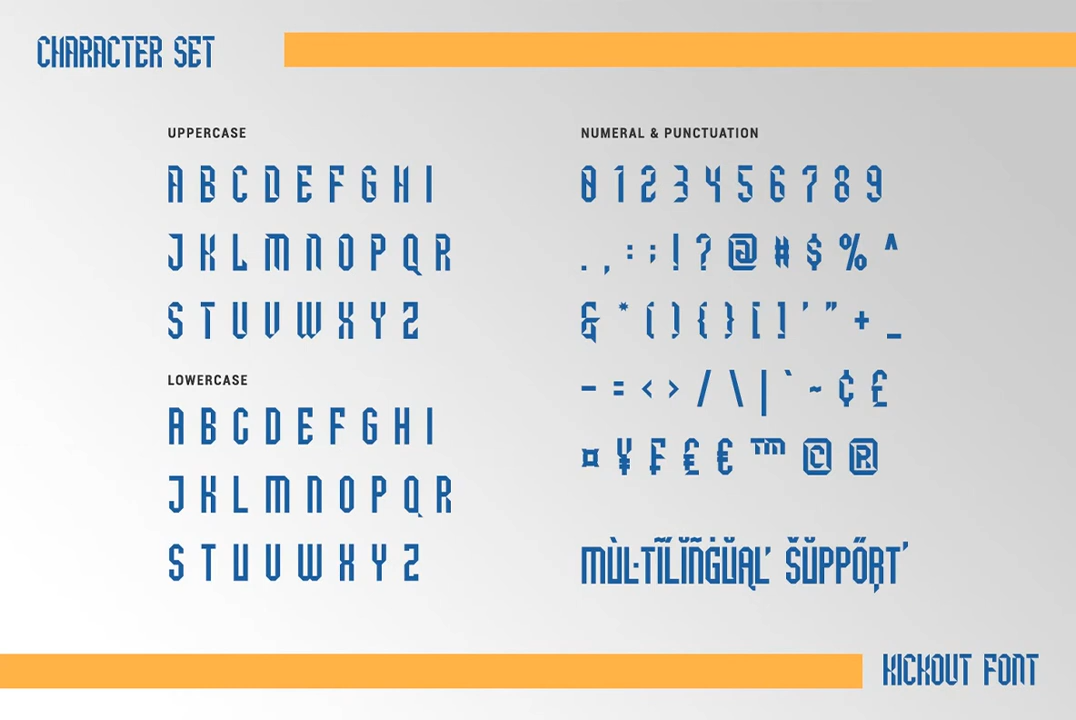 CHARACTER SET
UPPERCASE
A B C D E F G H I
J K L M N O P Q R
S T U V W X Y Z
LOWERCASE
A B C D E F G H I
J K L M N O P Q R
S T U V W X Y Z
NUMERAL & PUNCTUATION
0 1 2 3 4 5 6 7 8 9
. , : ; ! ? @ # $ % ^
& * ( ) { } [ ] ' " + _
- = < > / \ | ` ~ ¢ £
¤ ¥ ₣ £ € ™ © ®
KICKOUT FONT